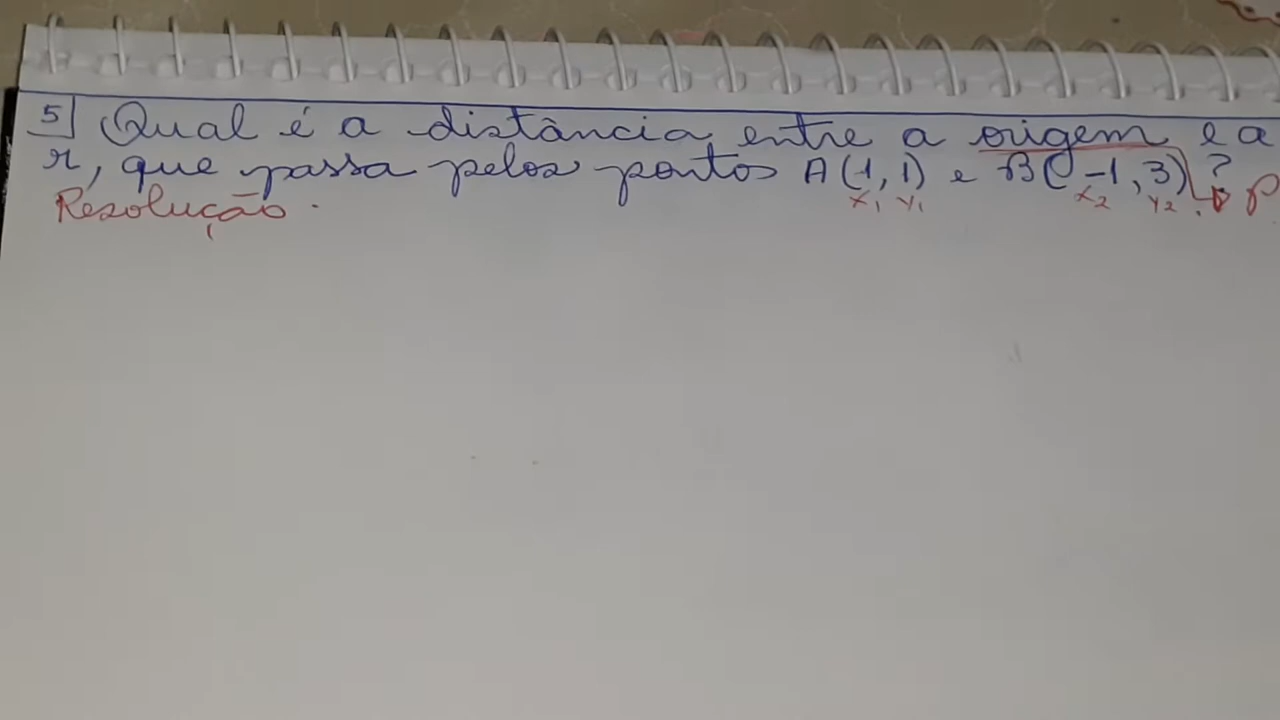 5 Qual é a distância entre a origem e a
r, que passa pelos pontos A(1,1) e B(-1,3)?
x₁ y₁ x₂ y₂ P
Resolução.